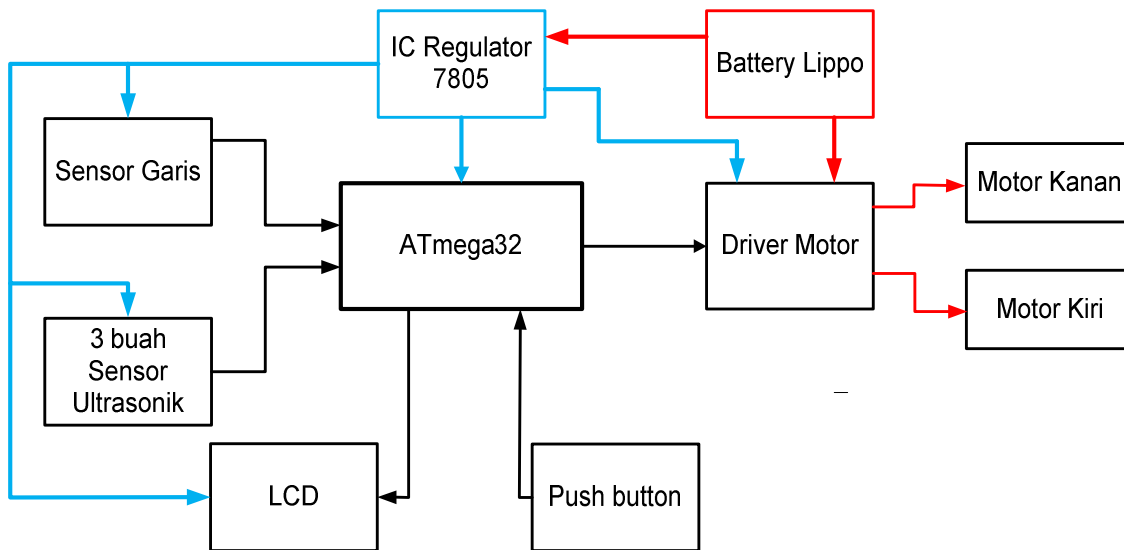 IC Regulator
7805
Battery Lippo
Sensor Garis
ATmega32
Driver Motor
Motor Kanan
Motor Kiri
3 buah
Sensor
Ultrasonik
LCD
Push button